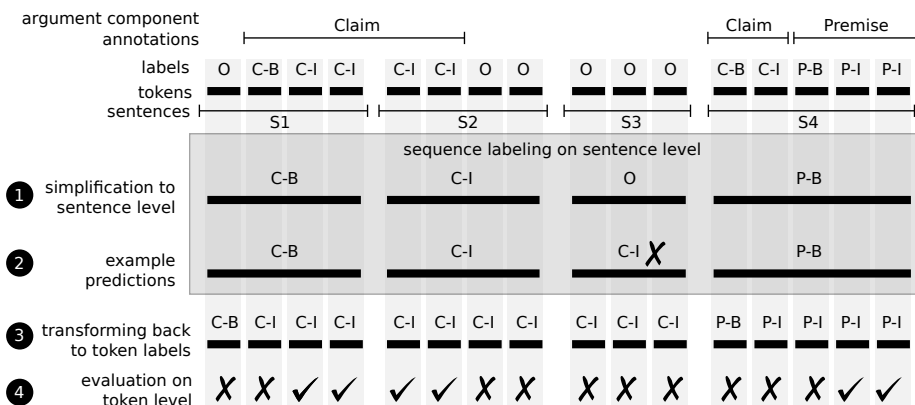 argument component annotations
Claim
Claim
Premise
labels O C-B C-I C-I C-I C-I O O O O O C-B C-I P-B P-I P-I
tokens
sentences
S1 S2 S3 S4
sequence labeling on sentence level
1 simplification to sentence level C-B C-I O P-B
2 example predictions C-B C-I C-I ✗ P-B
3 transforming back to token labels C-B C-I C-I C-I C-I C-I C-I C-I C-I C-I C-I P-B P-I P-I P-I P-I
4 evaluation on token level ✗ ✗ ✓ ✓ ✓ ✓ ✗ ✗ ✗ ✗ ✗ ✗ ✗ ✗ ✓ ✓